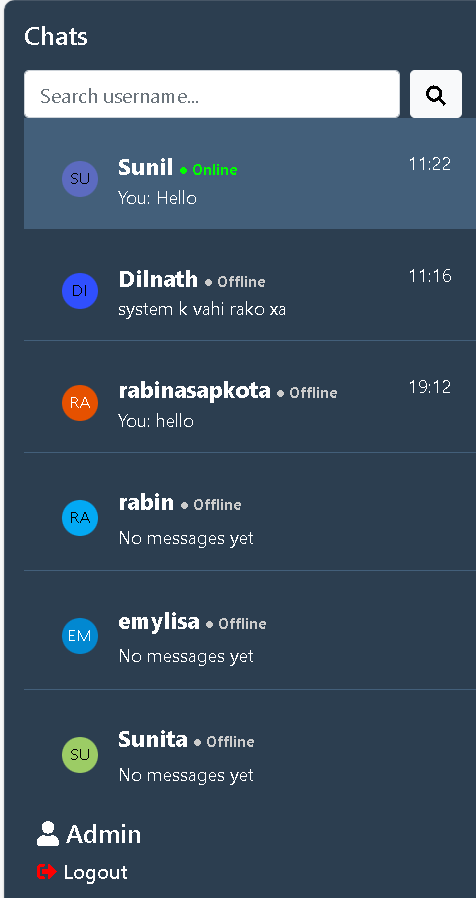 Chats
Search username...
SU Sunil ● Online 11:22
You: Hello
DI Dilnath ● Offline 11:16
system k vahi rako xa
RA rabinasapkota ● Offline 19:12
You: hello
RA rabin ● Offline
No messages yet
EM emylisa ● Offline
No messages yet
SU Sunita ● Offline
No messages yet
Admin
Logout